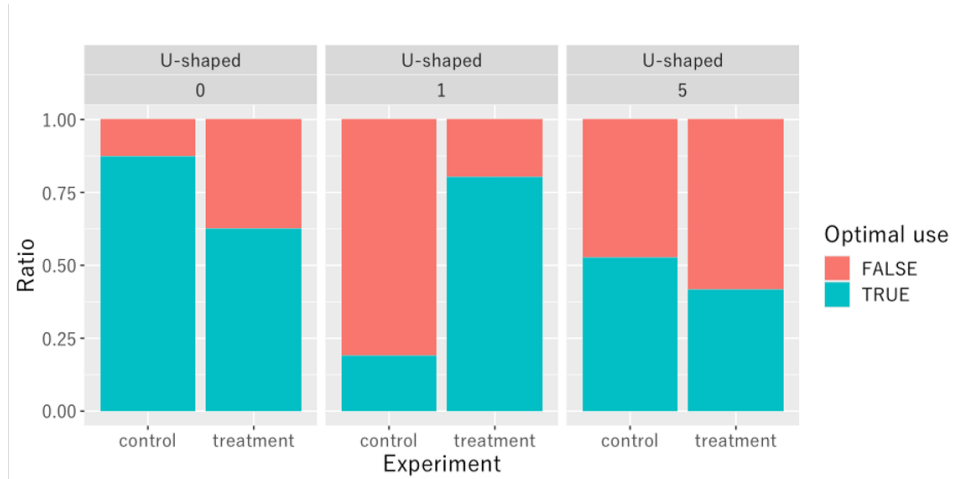 U-shaped U-shaped U-shaped
0 1 5
1.00
0.75
0.50
0.25
0.00
Ratio
control treatment control treatment control treatment
Experiment
Optimal use
FALSE
TRUE